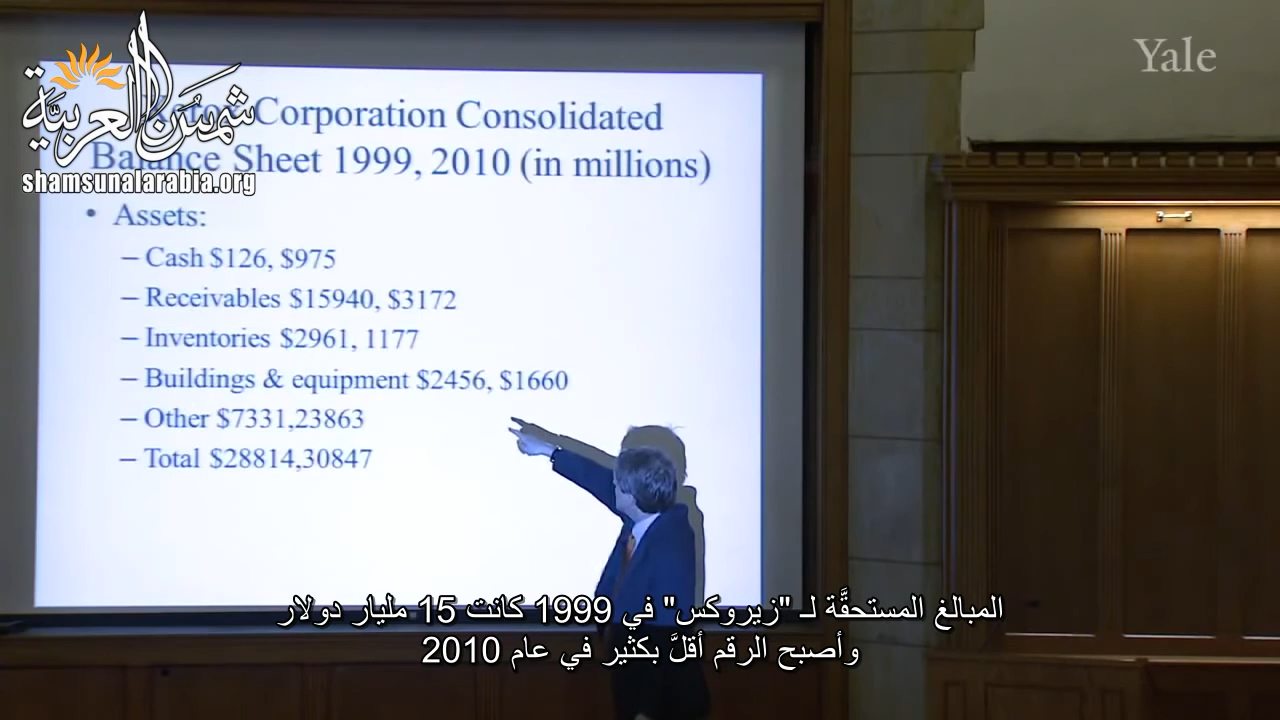 Yale
شمس العربية
shamsunalarabia.org
Corporation Consolidated
Balance Sheet 1999, 2010 (in millions)
• Assets:
– Cash $126, $975
– Receivables $15940, $3172
– Inventories $2961, 1177
– Buildings & equipment $2456, $1660
– Other $7331,23863
– Total $28814,30847
المبالغ المستحقَّة لـ "زيروكس" في 1999 كانت 15 مليار دولار
وأصبح الرقم أقلَّ بكثير في عام 2010